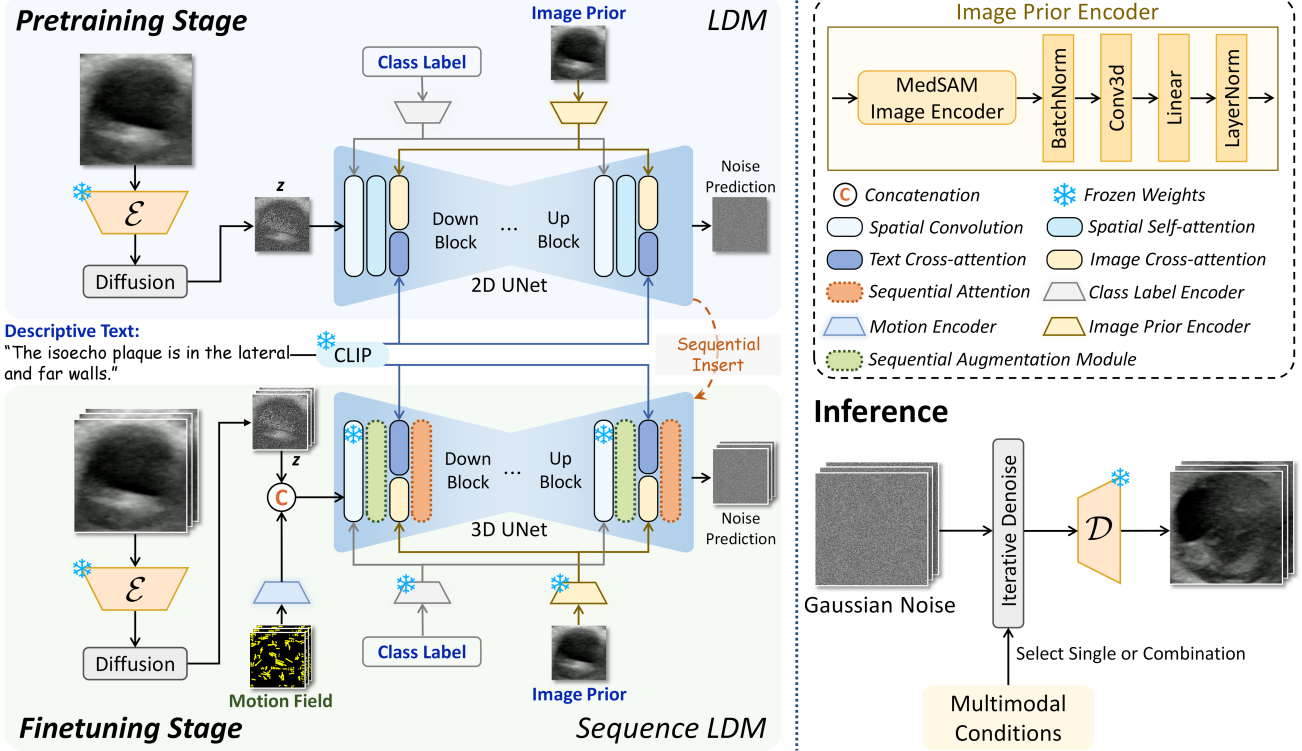 Pretraining Stage
Image Prior
LDM
Class Label
ℰ
Diffusion
z
Down
Block
...
Up
Block
2D UNet
Noise
Prediction
Descriptive Text:
“The isoecho plaque is in the lateral
and far walls.”
CLIP
Sequential
Insert
z
C
Down
Block
...
Up
Block
3D UNet
Noise
Prediction
ℰ
Diffusion
Class Label
Image Prior
Motion Field
Finetuning Stage
Sequence LDM
Image Prior Encoder
MedSAM
Image Encoder
BatchNorm
Conv3d
Linear
LayerNorm
C Concatenation
Frozen Weights
Spatial Convolution
Spatial Self-attention
Text Cross-attention
Image Cross-attention
Sequential Attention
Class Label Encoder
Motion Encoder
Image Prior Encoder
Sequential Augmentation Module
Inference
Gaussian Noise
Iterative Denoise
𝒟
Select Single or Combination
Multimodal
Conditions